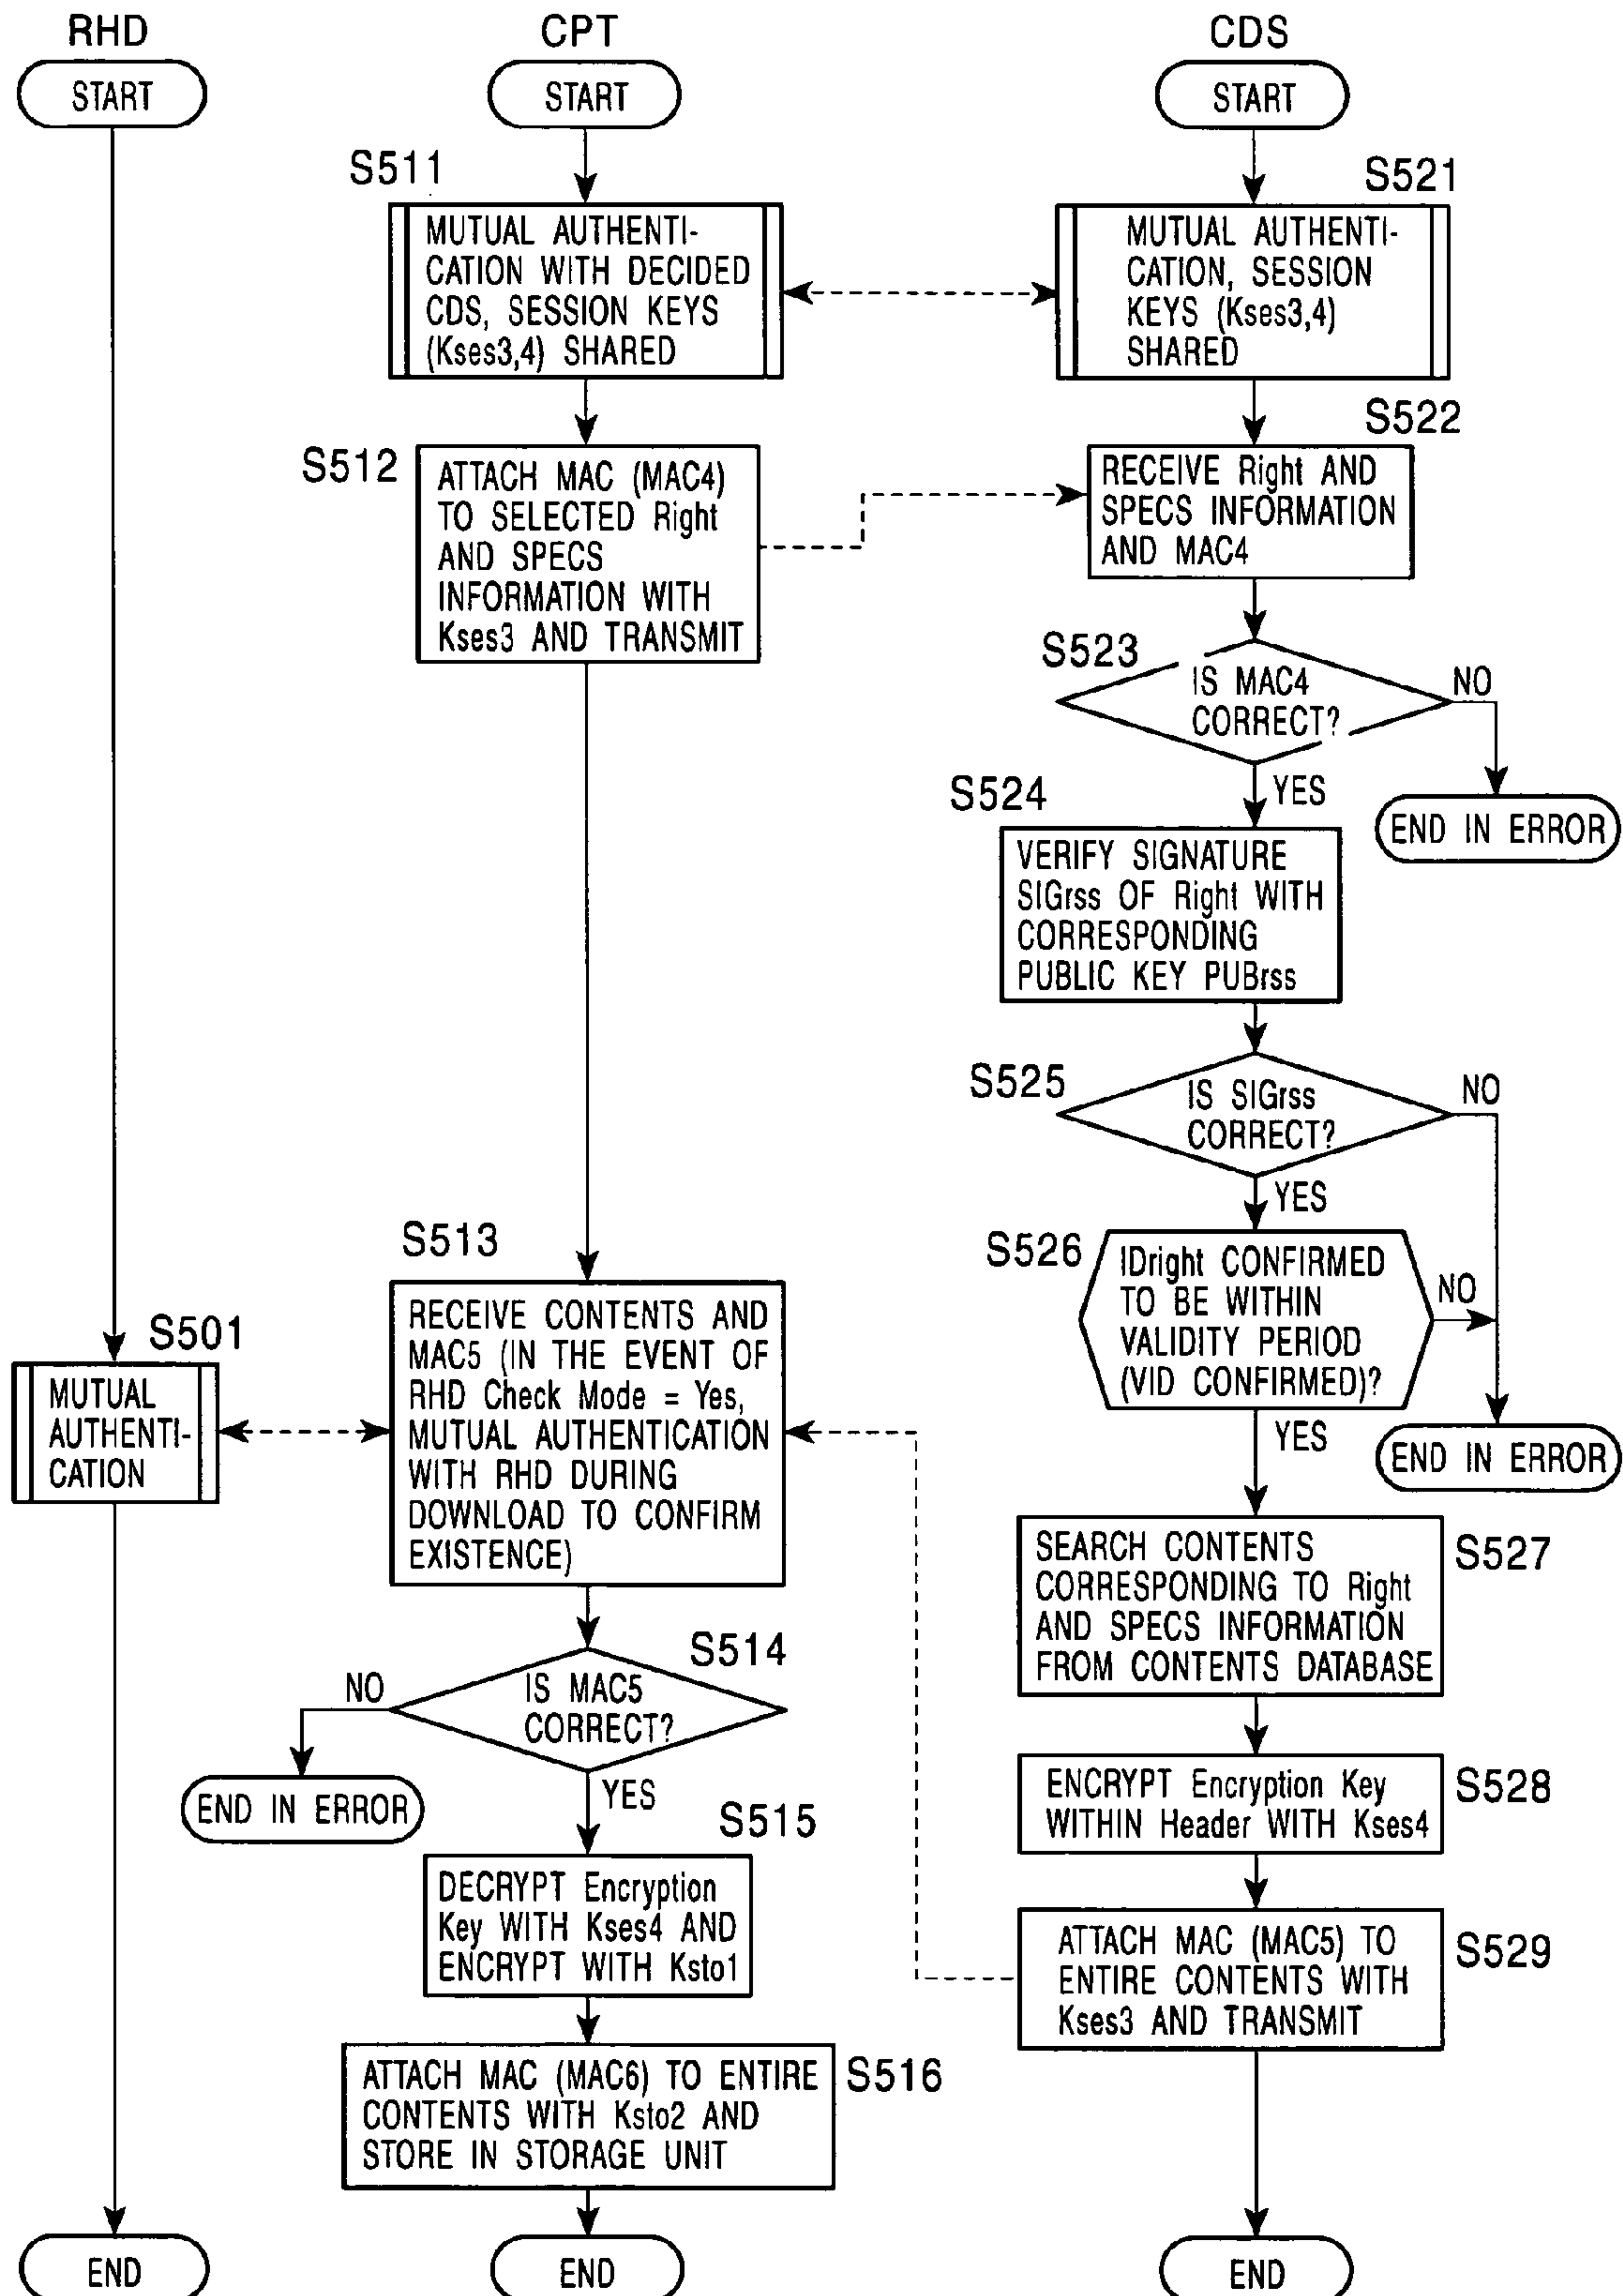 RHD
START
S501
MUTUAL
AUTHENTI-
CATION
END
CPT
START
S511
MUTUAL AUTHENTI-
CATION WITH DECIDED
CDS, SESSION KEYS
(Kses3,4) SHARED
S512
ATTACH MAC (MAC4)
TO SELECTED Right
AND SPECS
INFORMATION WITH
Kses3 AND TRANSMIT
S513
RECEIVE CONTENTS AND
MAC5 (IN THE EVENT OF
RHD Check Mode = Yes,
MUTUAL AUTHENTICATION
WITH RHD DURING
DOWNLOAD TO CONFIRM
EXISTENCE)
S514
IS MAC5
CORRECT?
NO
END IN ERROR
YES
S515
DECRYPT Encryption
Key WITH Kses4 AND
ENCRYPT WITH Ksto1
S516
ATTACH MAC (MAC6) TO ENTIRE
CONTENTS WITH Ksto2 AND
STORE IN STORAGE UNIT
END
CDS
START
S521
MUTUAL AUTHENTI-
CATION, SESSION
KEYS (Kses3,4)
SHARED
S522
RECEIVE Right AND
SPECS INFORMATION
AND MAC4
S523
IS MAC4
CORRECT?
NO
END IN ERROR
YES
S524
VERIFY SIGNATURE
SIGrss OF Right WITH
CORRESPONDING
PUBLIC KEY PUBrss
S525
IS SIGrss
CORRECT?
NO
YES
S526
IDright CONFIRMED
TO BE WITHIN
VALIDITY PERIOD
(VID CONFIRMED)?
NO
END IN ERROR
YES
S527
SEARCH CONTENTS
CORRESPONDING TO Right
AND SPECS INFORMATION
FROM CONTENTS DATABASE
S528
ENCRYPT Encryption Key
WITHIN Header WITH Kses4
S529
ATTACH MAC (MAC5) TO
ENTIRE CONTENTS WITH
Kses3 AND TRANSMIT
END